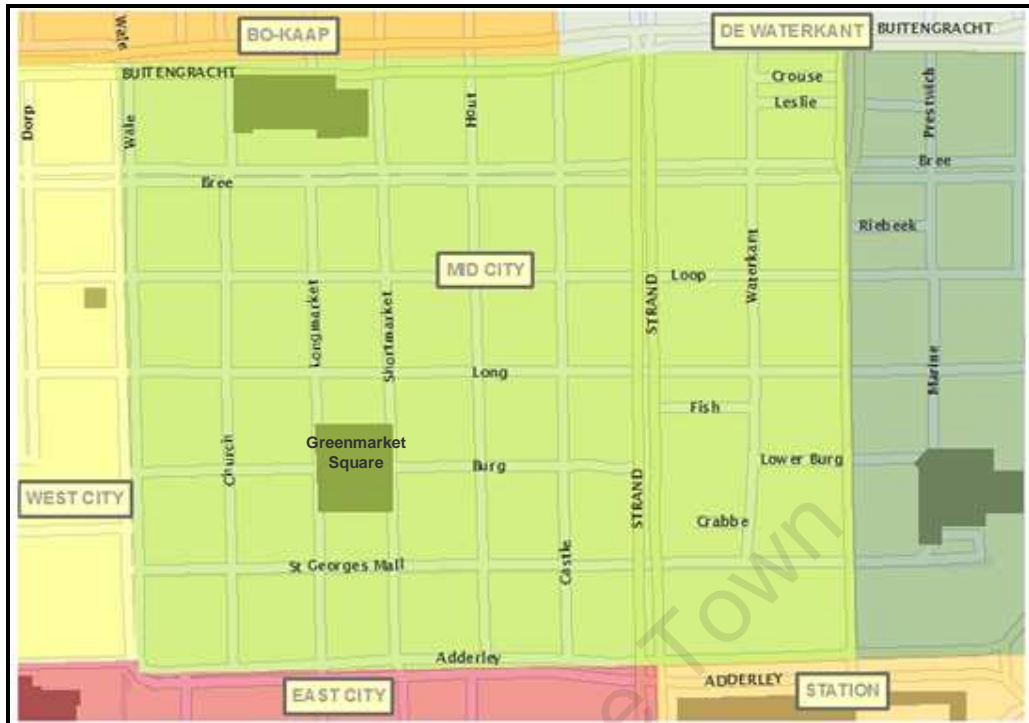 BO-KAAP
DE WATERKANT
BUITENGRACHT
Wale
BUITENGRACHT
Crouse
Leslie
Dorp
Wale
Hout
Prestwich
Bree
Bree
Riebeek
MID CITY
Loop
Waterkant
STRAND
Longmarket
Shortmarket
Long
Marine
Fish
Greenmarket
Square
Church
Burg
Lower Burg
WEST CITY
STRAND
Crabbe
St Georges Mall
Castle
Adderley
ADDERLEY
EAST CITY
STATION
e Town